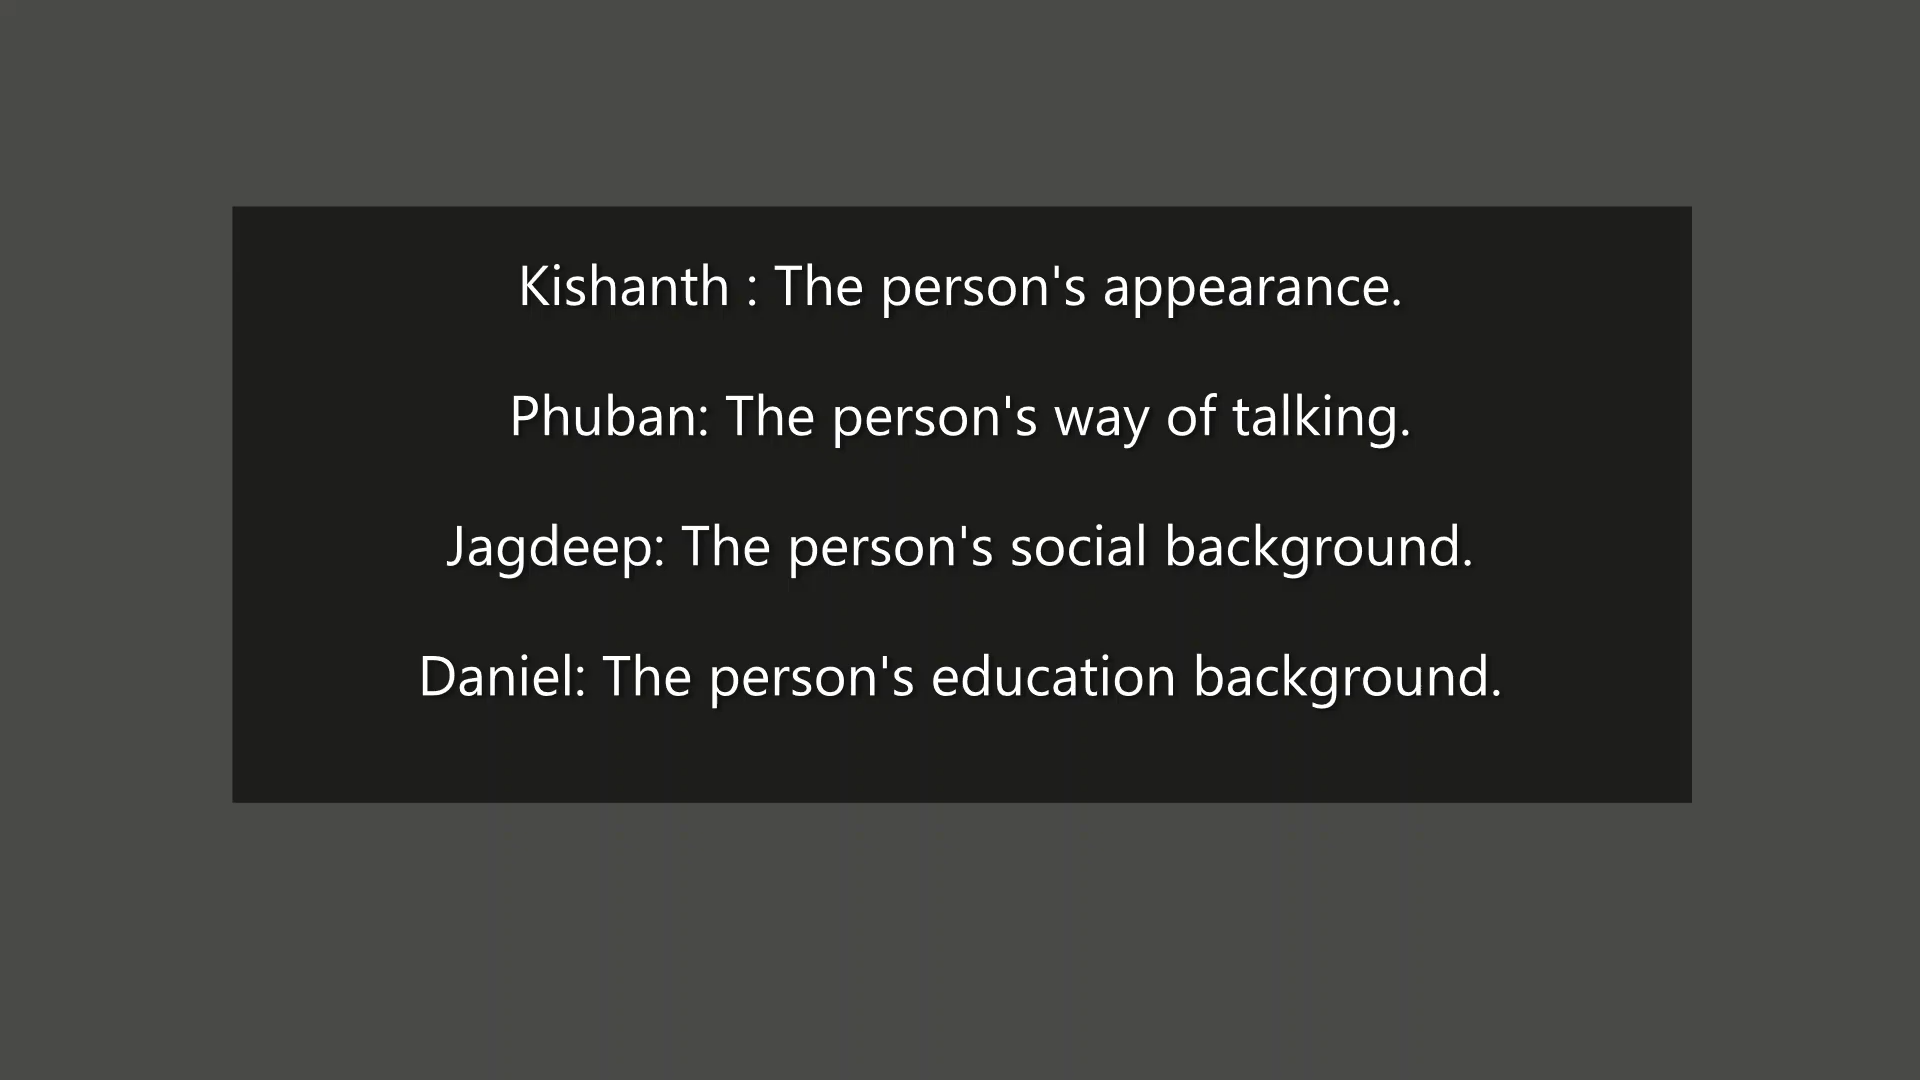 Kishanth : The person's appearance.
Phuban: The person's way of talking.
Jagdeep: The person's social background.
Daniel: The person's education background.